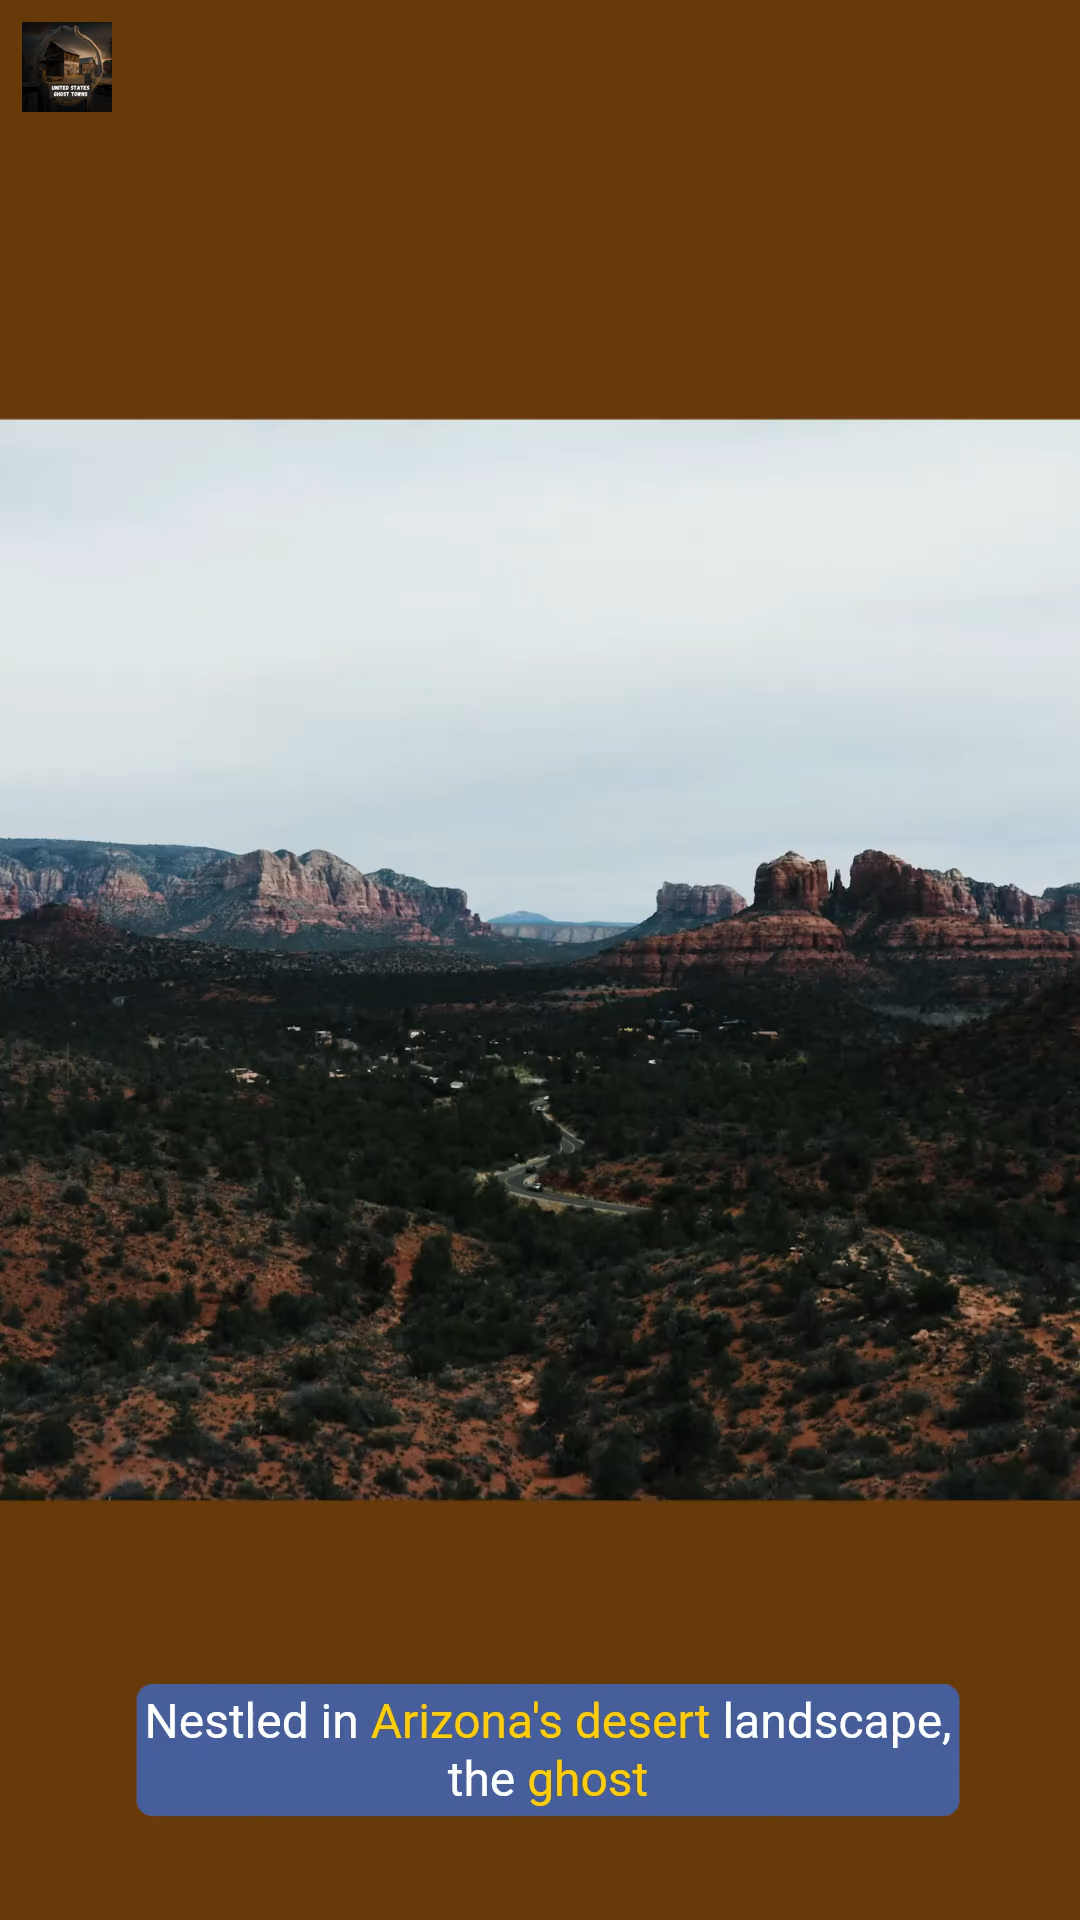 UNITED STATES
GHOST TOWNS
Nestled in Arizona's desert landscape,
the ghost